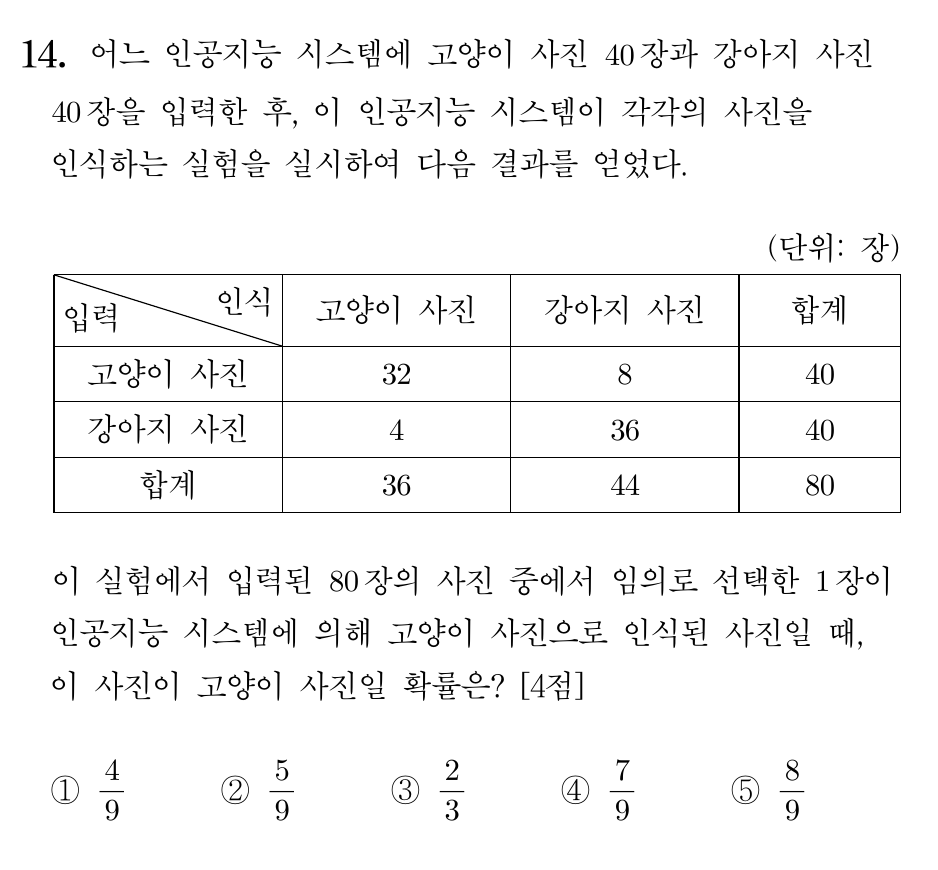 14. 어느 인공지능 시스템에 고양이 사진 40장과 강아지 사진
40장을 입력한 후, 이 인공지능 시스템이 각각의 사진을
인식하는 실험을 실시하여 다음 결과를 얻었다.
(단위: 장)
입력 인식 고양이 사진 강아지 사진 합계
고양이 사진 32 8 40
강아지 사진 4 36 40
합계 36 44 80
이 실험에서 입력된 80장의 사진 중에서 임의로 선택한 1장이
인공지능 시스템에 의해 고양이 사진으로 인식된 사진일 때,
이 사진이 고양이 사진일 확률은? [4점]
① 4/9 ② 5/9 ③ 2/3 ④ 7/9 ⑤ 8/9